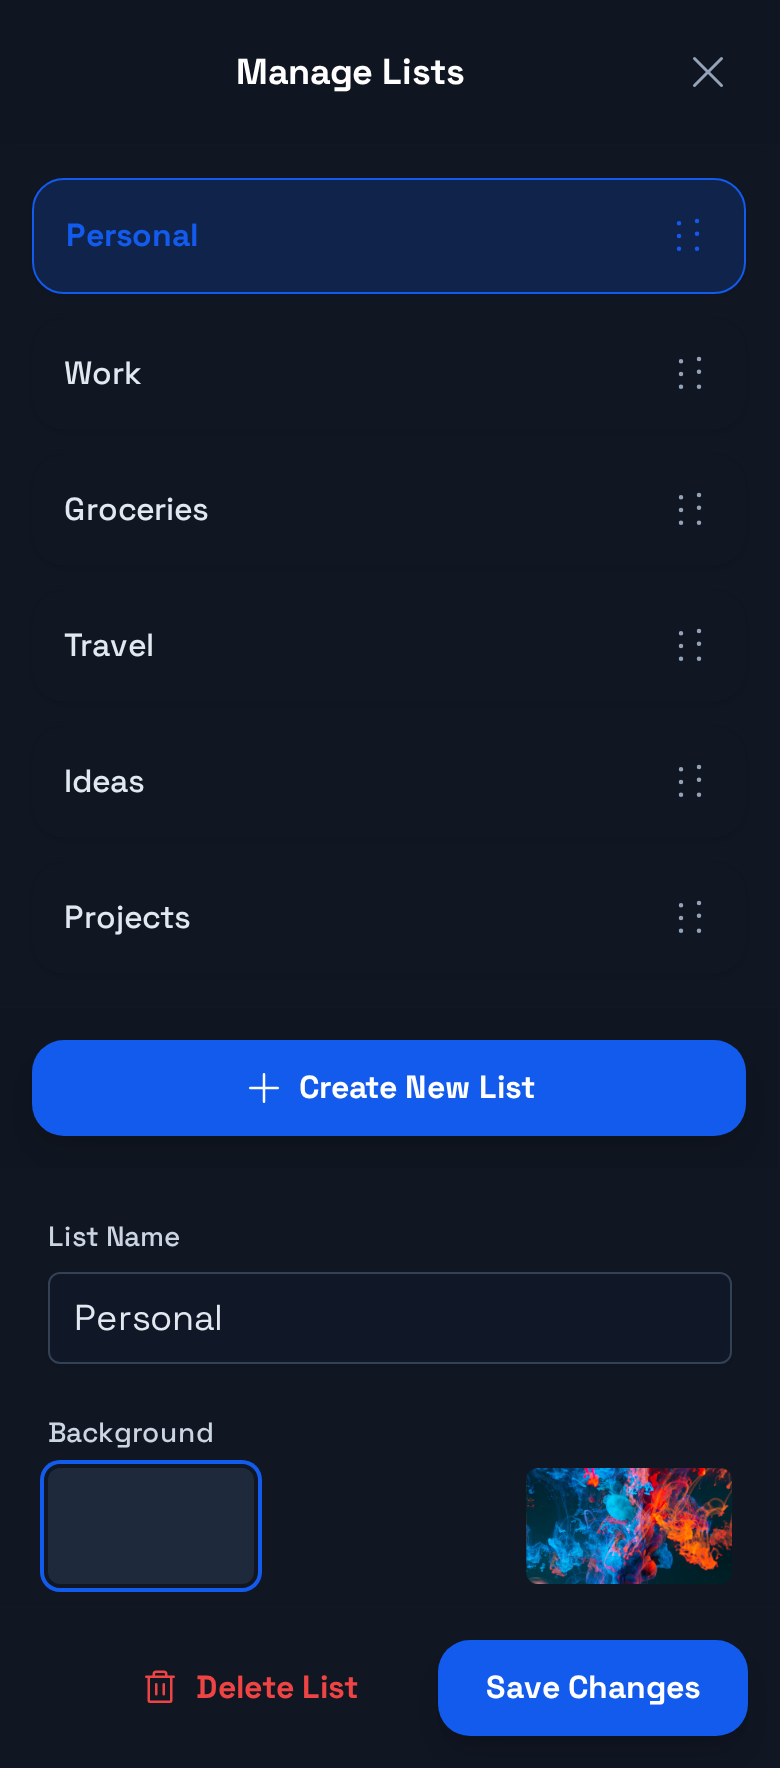 Manage Lists
Personal
Work
Groceries
Travel
Ideas
Projects
Create New List
List Name
Personal
Background
Delete List
Save Changes